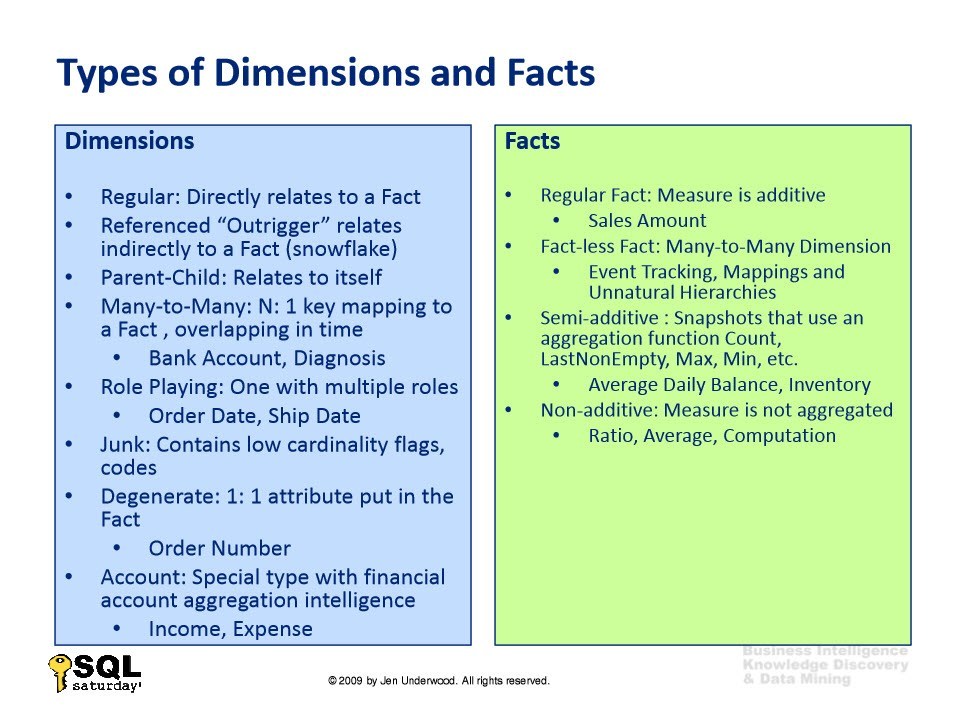 Types of Dimensions and Facts
Dimensions
• Regular: Directly relates to a Fact
• Referenced “Outrigger” relates
indirectly to a Fact (snowflake)
• Parent-Child: Relates to itself
• Many-to-Many: N: 1 key mapping to
a Fact , overlapping in time
• Bank Account, Diagnosis
• Role Playing: One with multiple roles
• Order Date, Ship Date
• Junk: Contains low cardinality flags,
codes
• Degenerate: 1: 1 attribute put in the
Fact
• Order Number
• Account: Special type with financial
account aggregation intelligence
• Income, Expense
Facts
• Regular Fact: Measure is additive
• Sales Amount
• Fact-less Fact: Many-to-Many Dimension
• Event Tracking, Mappings and
Unnatural Hierarchies
• Semi-additive : Snapshots that use an
aggregation function Count,
LastNonEmpty, Max, Min, etc.
• Average Daily Balance, Inventory
• Non-additive: Measure is not aggregated
• Ratio, Average, Computation
SQL
saturday!
© 2009 by Jen Underwood. All rights reserved.
Business Intelligence
Knowledge Discovery
& Data Mining